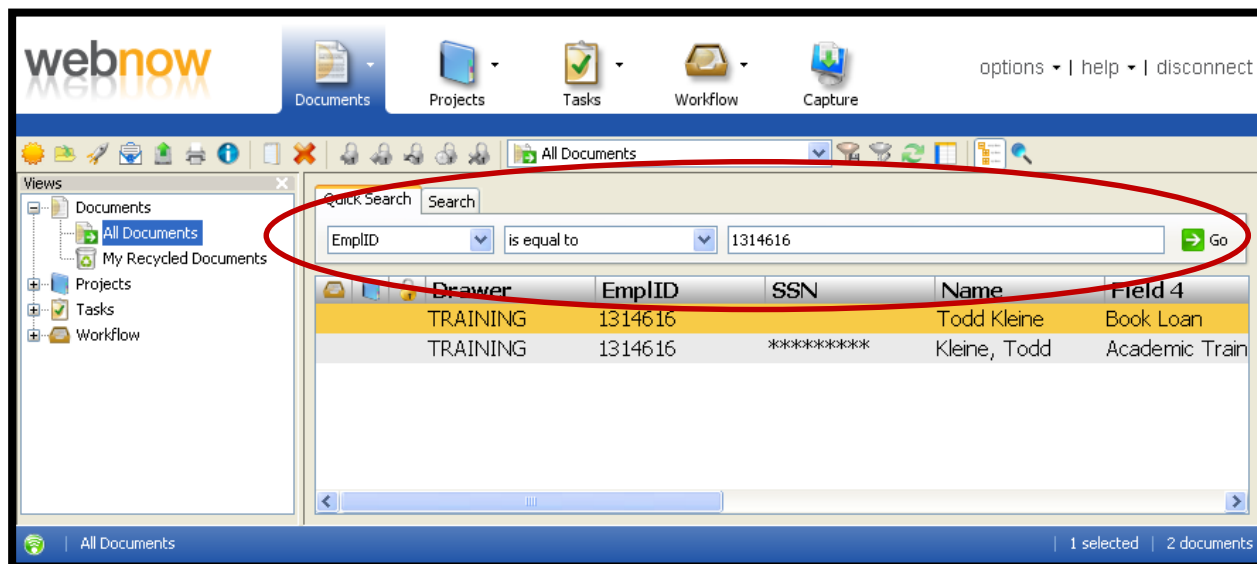 webnow
Documents Projects Tasks Workflow Capture
options | help | disconnect
All Documents
Views
Documents
All Documents
My Recycled Documents
Projects
Tasks
Workflow
Quick Search Search
EmplID is equal to 1314616 Go
Drawer EmplID SSN Name Field 4
TRAINING 1314616 Todd Kleine Book Loan
TRAINING 1314616 ********* Kleine, Todd Academic Train
All Documents | 1 selected | 2 documents